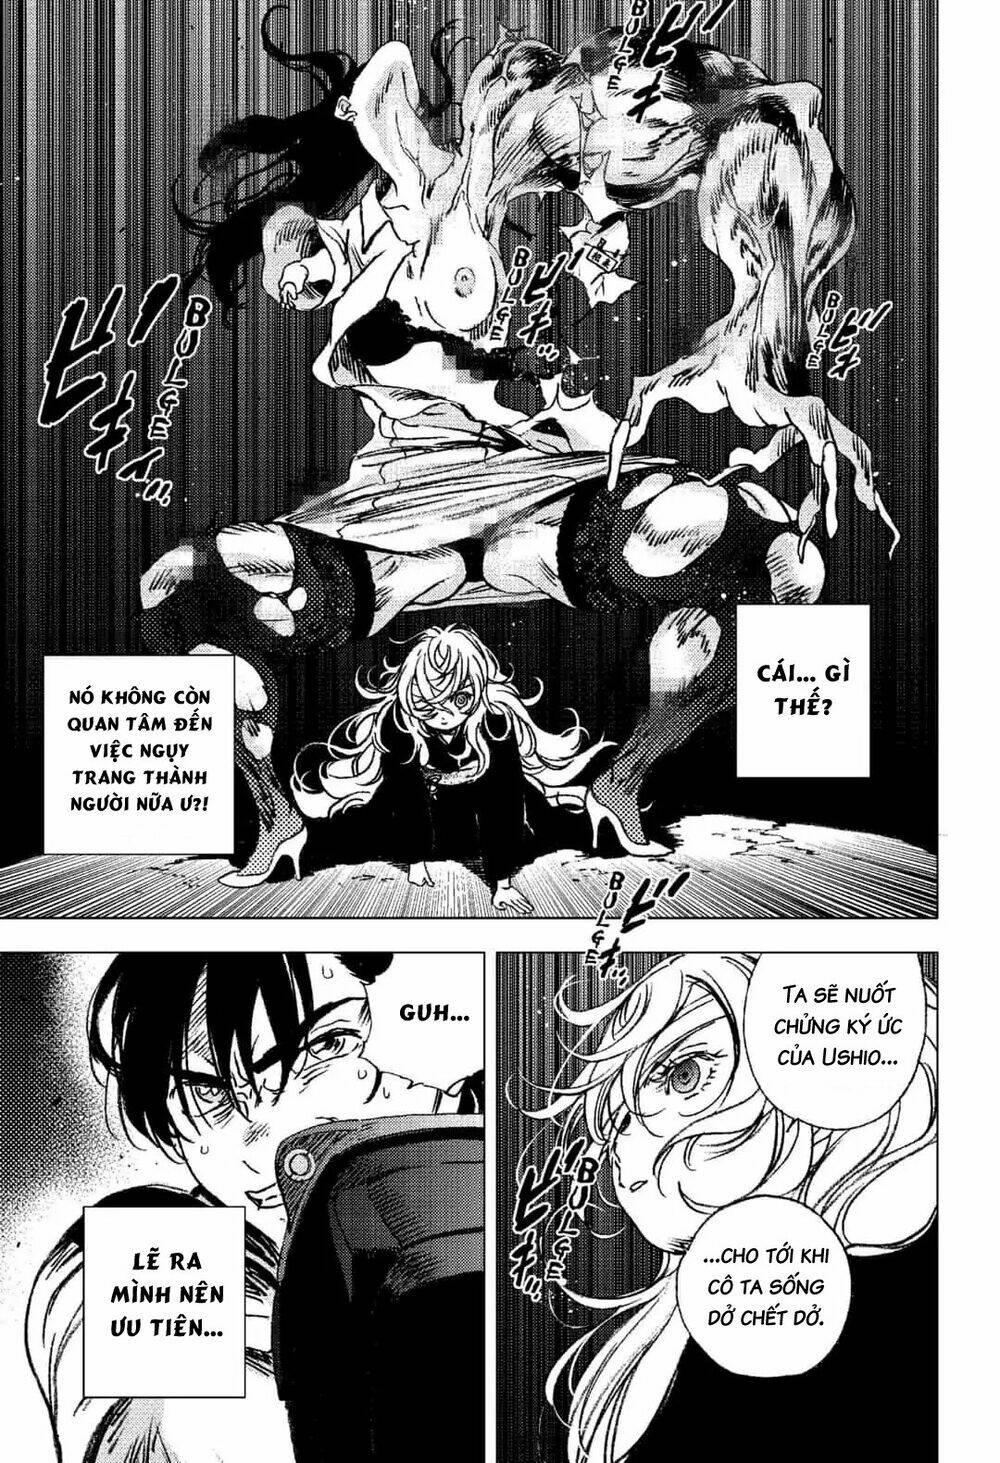 ビキィ
BULGE
ビキ
BULGE
BULGE
ビキ‥
BULGE
キ‥
ビキィ‥
BULGE
CÁI... GÌ
THẾ?
NÓ KHÔNG CÒN
QUAN TÂM ĐẾN
VIỆC NGỤY
TRANG THÀNH
NGƯỜI NỮA Ư?!
BULGE
ビキ‥
TA SẼ NUỐT
CHỬNG KÝ ỨC
CỦA USHIO...
BULGE
ビキ‥
...CHO TỚI KHI
CÔ TA SỐNG
DỞ CHẾT DỞ.
GUH...
LẼ RA
MÌNH NÊN
ƯU TIÊN...